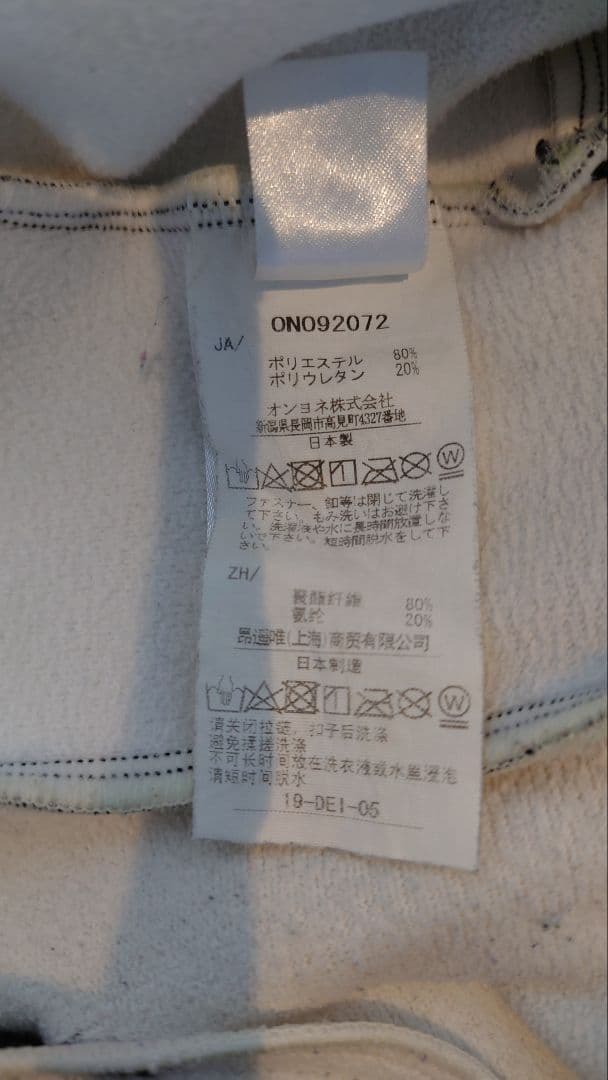 ONO92072
JA/
ポリエステル 80%
ポリウレタン 20%
オンヨネ株式会社
新潟県長岡市高見町4327番地
日本製
W
ファスナー、釦等は閉じて洗濯し
て下さい。もみ洗いはお避け下さ
い。洗濯液や水に長時間放置しな
いで下さい。短時間脱水をして下
さい。
ZH/
聚酯纤维 80%
氨纶 20%
昂遥唯(上海)商贸有限公司
日本制造
W
请关闭拉链，扣子后洗涤
避免揉搓洗涤
不可长时间放在洗衣液或水里浸泡
请短时间脱水
19-DEI-05